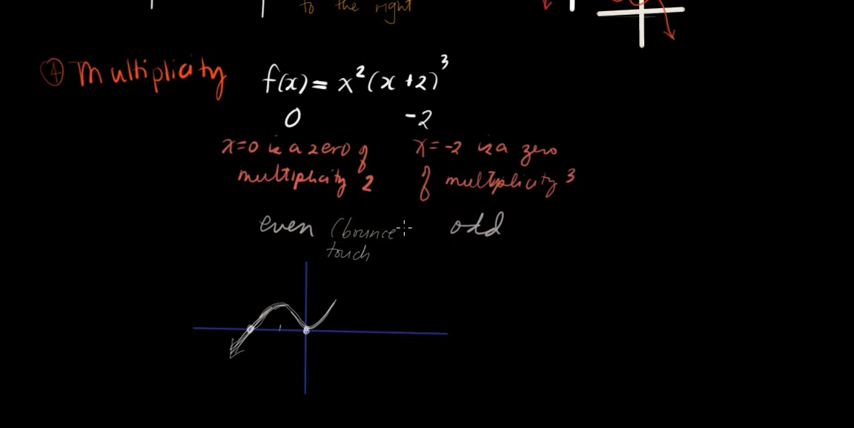 to the right
④ Multiplicity f(x) = x²(x+2)³
0 -2
x=0 is a zero of x=-2 is a zero
multiplicity 2 of multiplicity 3
even (bounce odd
touch